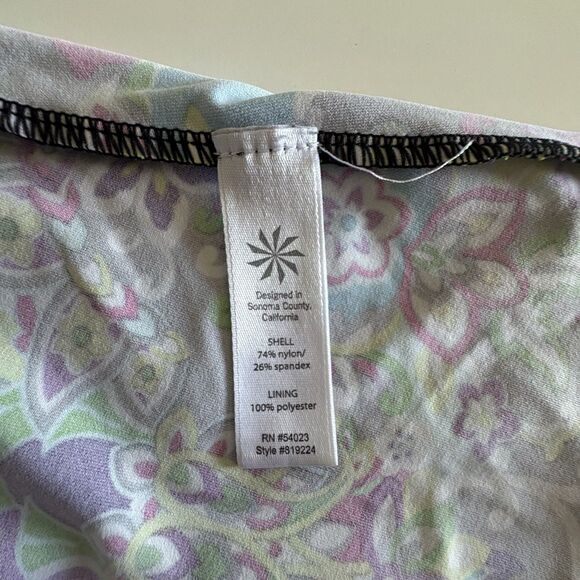 Designed in
Sonoma County,
California
SHELL
74% nylon/
26% spandex
LINING
100% polyester
RN #54023
Style #819224